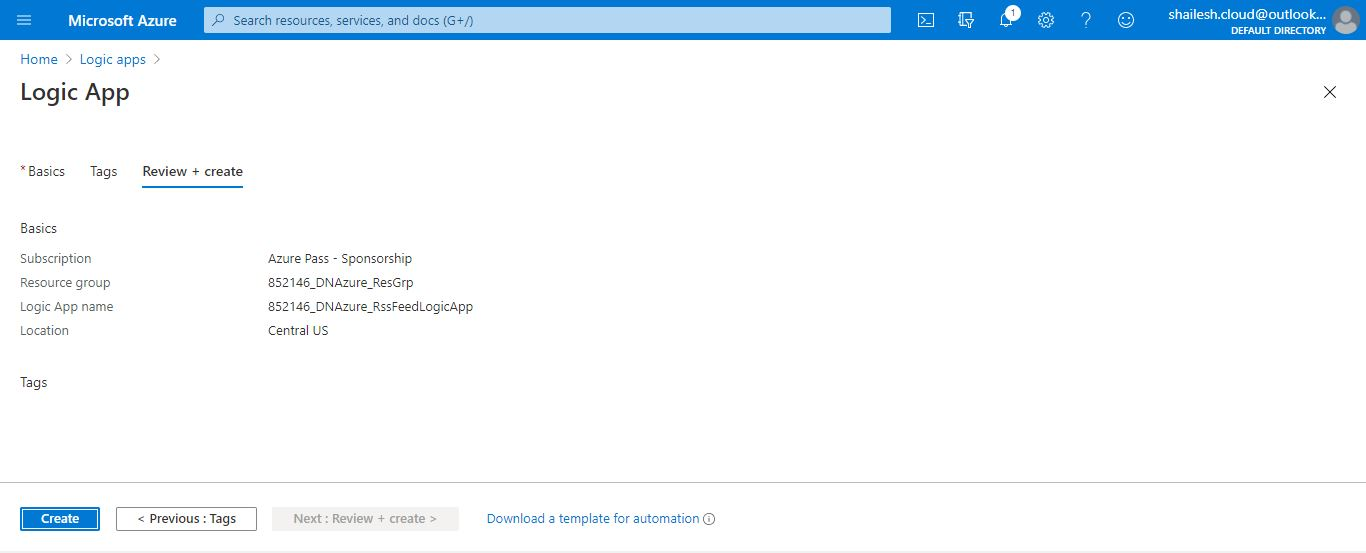 Microsoft Azure Search resources, services, and docs (G+/) 1 shailesh.cloud@outlook...
DEFAULT DIRECTORY
Home > Logic apps >
Logic App
* Basics Tags Review + create
Basics
Subscription Azure Pass - Sponsorship
Resource group 852146_DNAzure_ResGrp
Logic App name 852146_DNAzure_RssFeedLogicApp
Location Central US
Tags
Create < Previous : Tags Next : Review + create > Download a template for automation